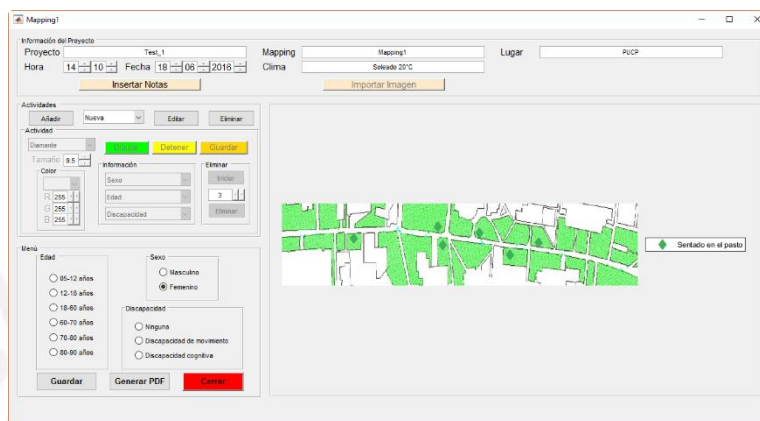 Mapping1
Información del Proyecto
Proyecto Test_1 Mapping Mapping1 Lugar PUCP
Hora 14 10 Fecha 18 06 2016 Clima Soleado 20°C
Insertar Notas Importar Imagen
Actividades
Añadir Nueva Editar Eliminar
Actividad
Diamante Detener Guardar
Tamaño 9.5 Información Eliminar
Color Sexo Iniciar
R 255 Edad 3
G 255
B 255 Discapacidad Eliminar
Menú
Edad Sexo
05-12 años Masculino
12-18 años Femenino
18-60 años Discapacidad
60-70 años Ninguna
70-80 años Discapacidad de movimiento
80-90 años Discapacidad cognitiva
Guardar Generar PDF Cerrar
Sentado en el pasto